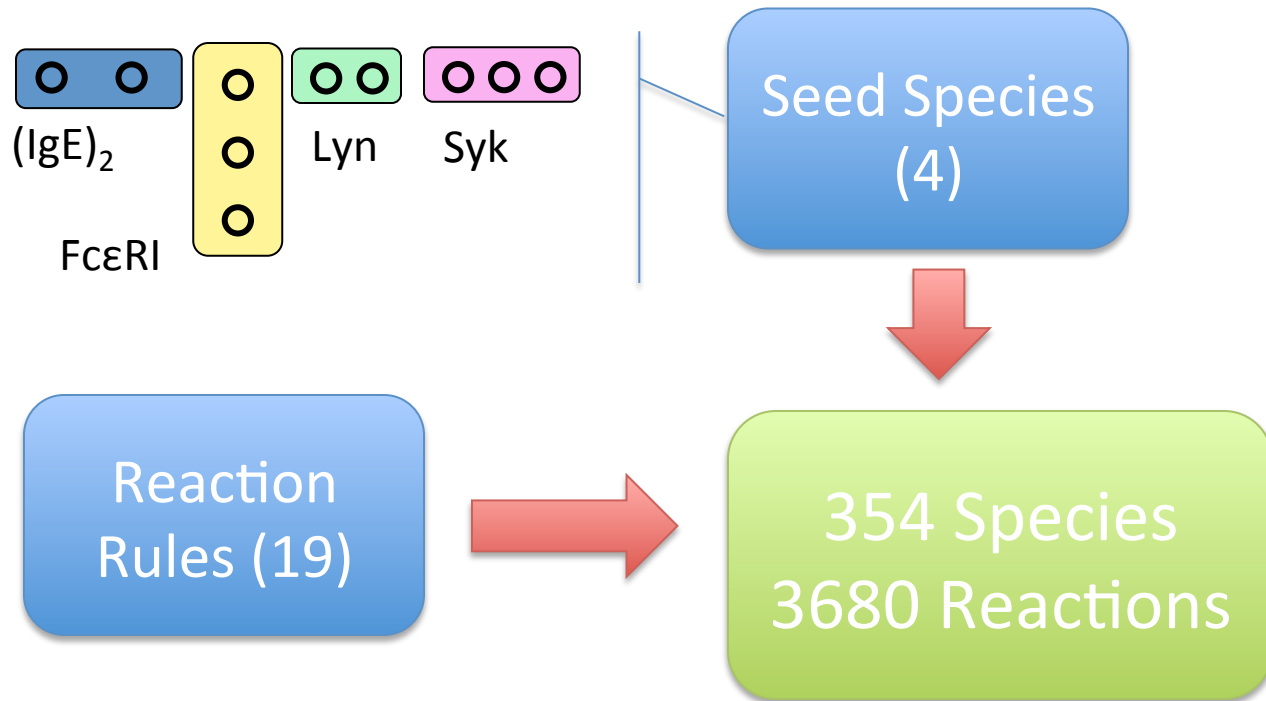 (IgE)₂
Lyn
Syk
FcεRI
Seed Species
(4)
Reaction
Rules (19)
354 Species
3680 Reactions